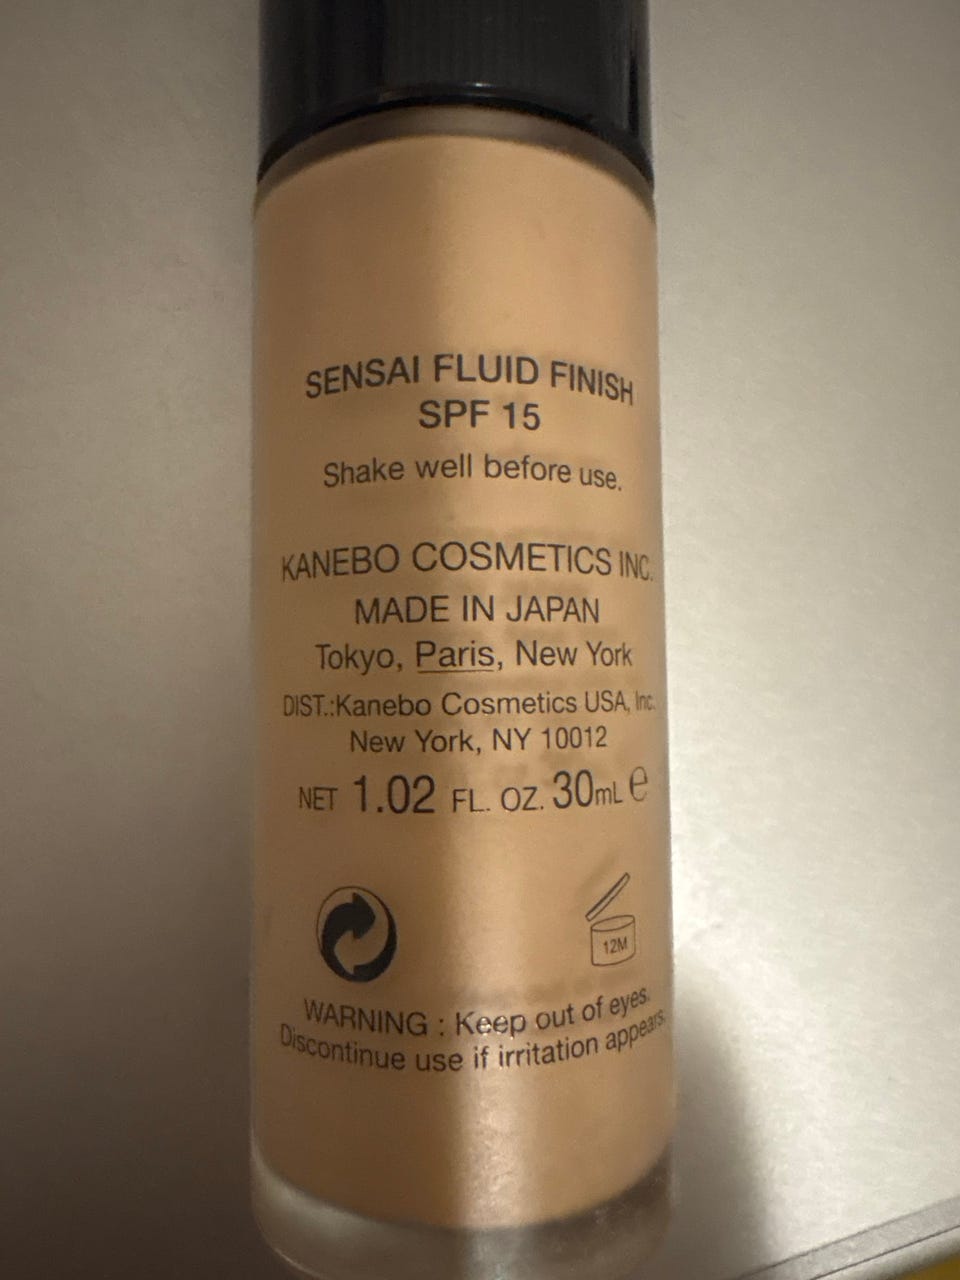 SENSAI FLUID FINISH
SPF 15
Shake well before use.
KANEBO COSMETICS INC.
MADE IN JAPAN
Tokyo, Paris, New York
DIST.:Kanebo Cosmetics USA, Inc.
New York, NY 10012
NET 1.02 FL. OZ. 30mL e
12M
WARNING : Keep out of eyes.
Discontinue use if irritation appears.